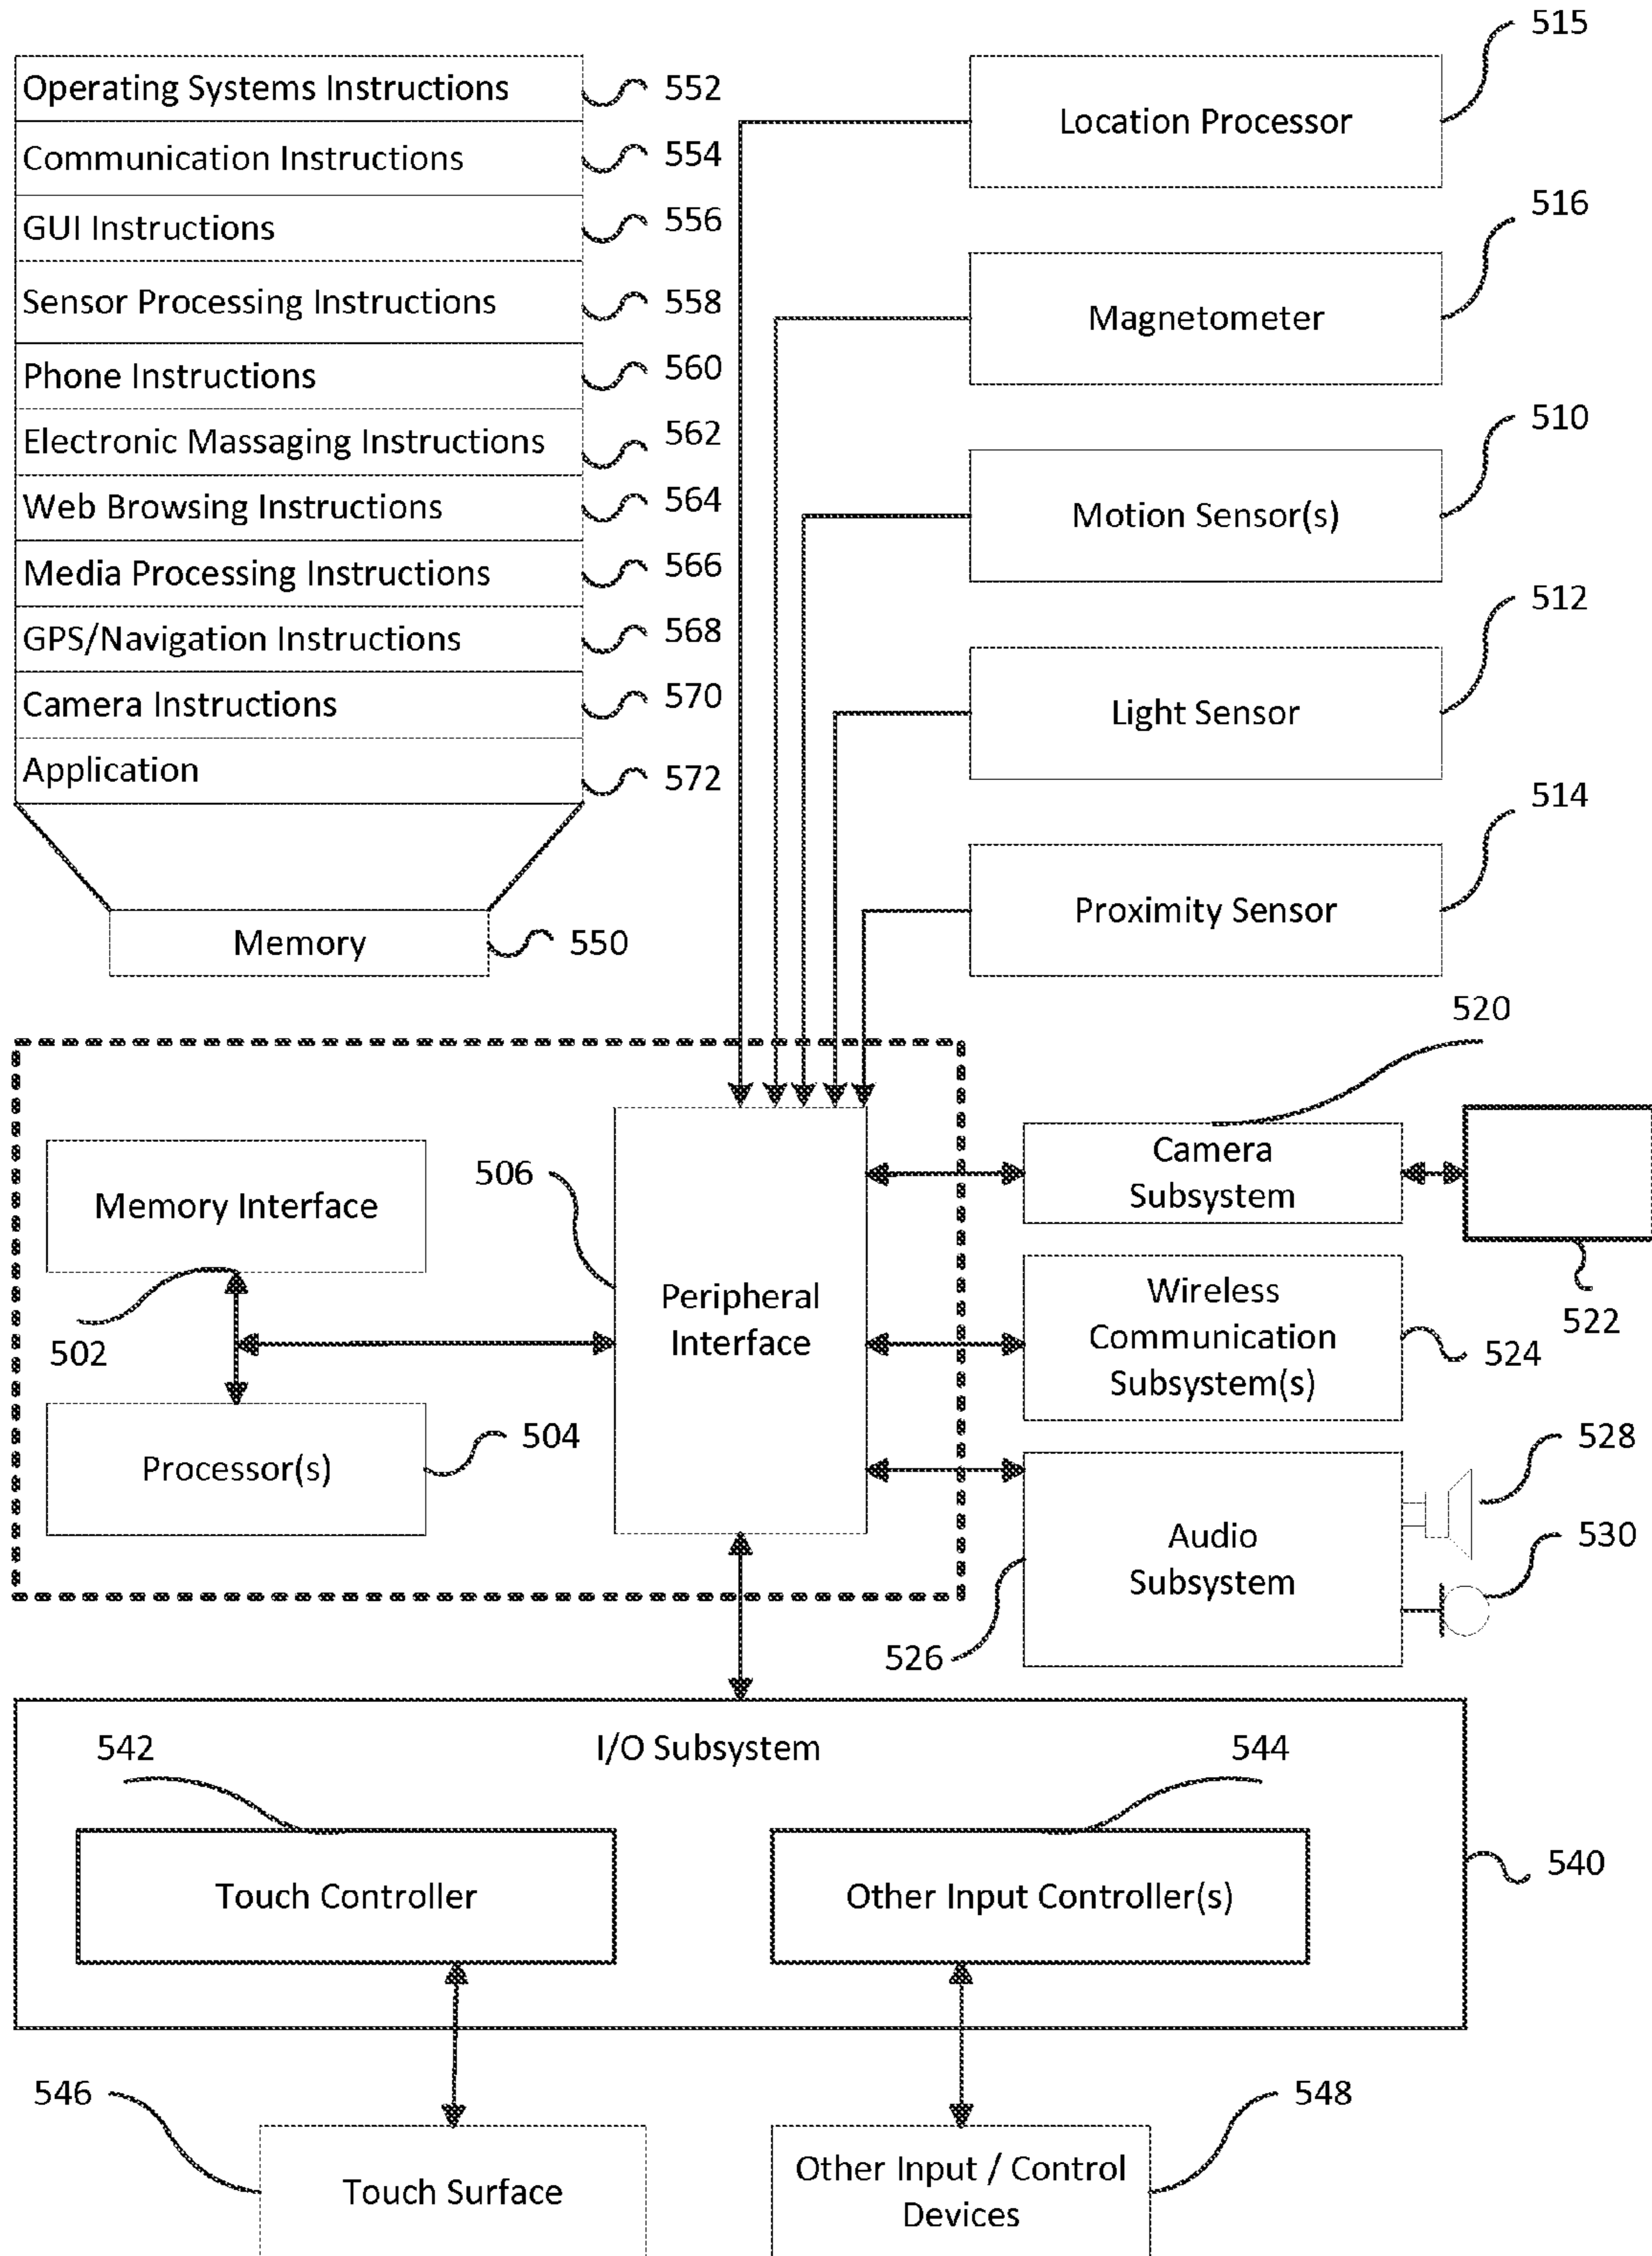 515
Operating Systems Instructions 552
Location Processor
Communication Instructions 554
516
GUI Instructions 556
Sensor Processing Instructions 558
Magnetometer
Phone Instructions 560
510
Electronic Massaging Instructions 562
Web Browsing Instructions 564
Motion Sensor(s)
Media Processing Instructions 566
512
GPS/Navigation Instructions 568
Camera Instructions 570
Light Sensor
Application 572
514
Proximity Sensor
Memory 550
520
Camera
Subsystem
506
Memory Interface
Peripheral
Interface
Wireless
Communication
Subsystem(s)
522
502
524
504
528
Processor(s)
Audio
Subsystem
530
526
I/O Subsystem
542
544
540
Touch Controller
Other Input Controller(s)
546
548
Touch Surface
Other Input / Control
Devices